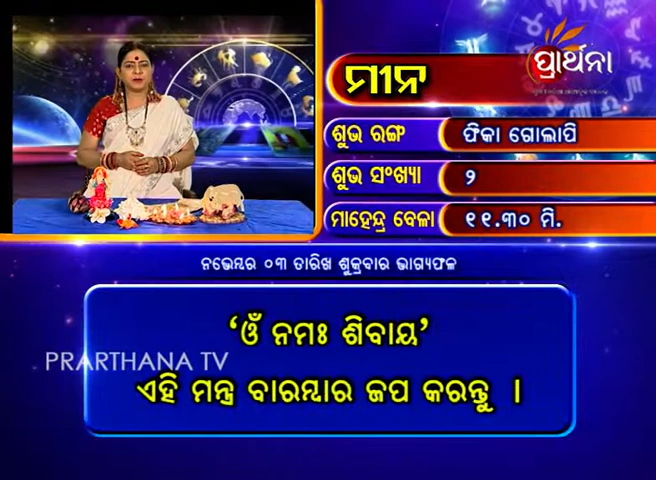 ପ୍ରାର୍ଥନା
ମୀନ
ଶୁଭ ରଙ୍ଗ ଫିକା ଗୋଲାପି
ଶୁଭ ସଂଖ୍ୟା ୨
ମାହେନ୍ଦ୍ର ବେଳା ୧୧.୩୦ ମି.
ନଭେମ୍ବର ୦୩ ତାରିଖ ଶୁକ୍ରବାର ଭାଗ୍ୟଫଳ
‘ଓଁ ନମଃ ଶିବାୟ’
PRARTHANA TV
ଏହି ମନ୍ତ୍ର ବାରମ୍ବାର ଜପ କରନ୍ତୁ ।